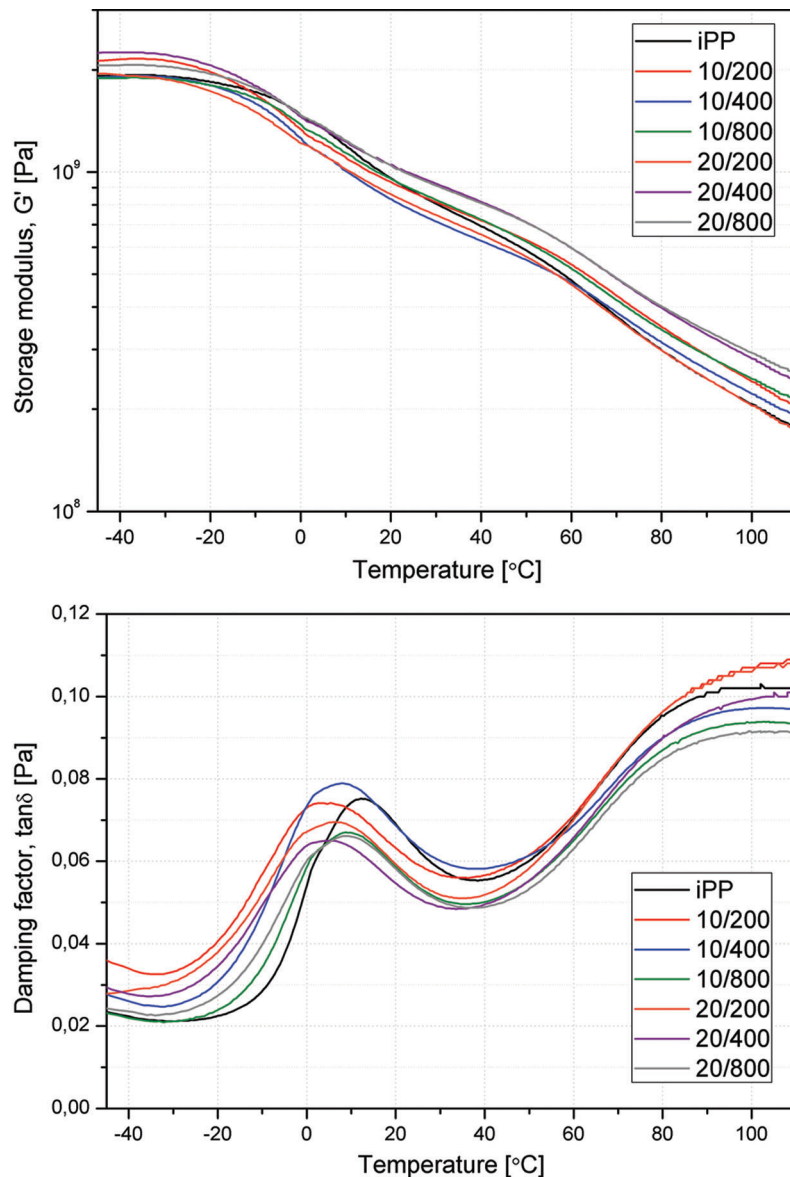 Storage modulus, G' [Pa]
10⁹
10⁸
iPP
10/200
10/400
10/800
20/200
20/400
20/800
-40 -20 0 20 40 60 80 100
Temperature [°C]
Damping factor, tanδ [Pa]
0,12
0,10
0,08
0,06
0,04
0,02
0,00
iPP
10/200
10/400
10/800
20/200
20/400
20/800
-40 -20 0 20 40 60 80 100
Temperature [°C]